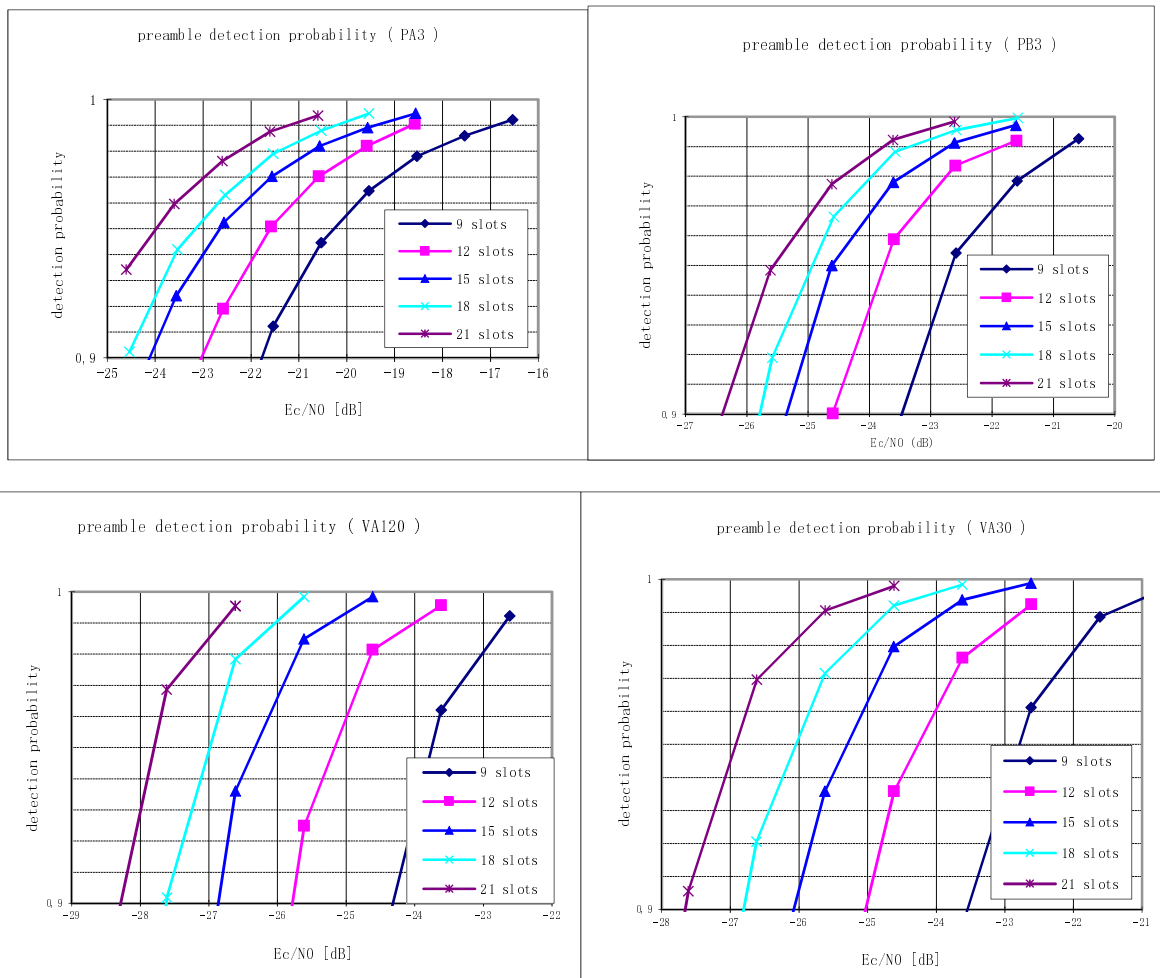 preamble detection probability ( PA3 )
1
0,9
detection probability
-25 -24 -23 -22 -21 -20 -19 -18 -17 -16
Ec/N0 [dB]
9 slots
12 slots
15 slots
18 slots
21 slots
preamble detection probability ( PB3 )
1
0,9
detection probability
-27 -26 -25 -24 -23 -22 -21 -20
Ec/N0 (dB)
9 slots
12 slots
15 slots
18 slots
21 slots
preamble detection probability ( VA120 )
1
0,9
detection probability
-29 -28 -27 -26 -25 -24 -23 -22
Ec/N0 [dB]
9 slots
12 slots
15 slots
18 slots
21 slots
preamble detection probability ( VA30 )
1
0,9
detection probability
-28 -27 -26 -25 -24 -23 -22 -21
Ec/N0 [dB]
9 slots
12 slots
15 slots
18 slots
21 slots